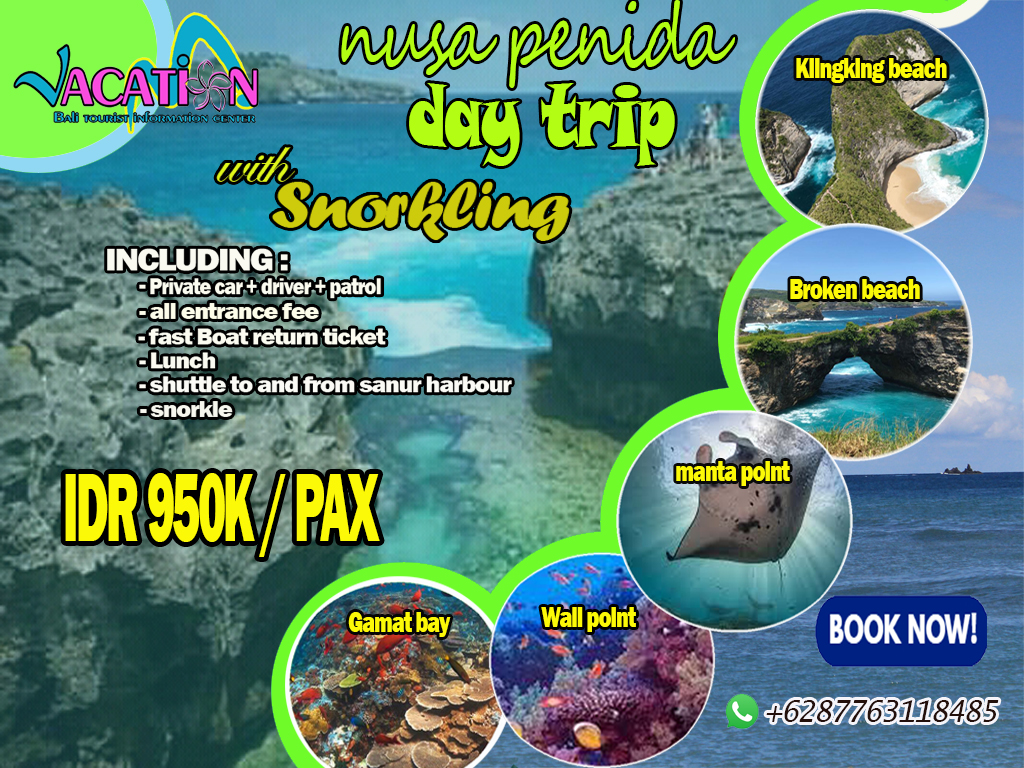 VACATION
Bali tourist information center
nusa penida
day trip
with
Snorkling
INCLUDING :
- Private car + driver + patrol
- all entrance fee
- fast Boat return ticket
- Lunch
- shuttle to and from sanur harbour
- snorkle
IDR 950K / PAX
Klingking beach
Broken beach
manta point
Wall point
Gamat bay
BOOK NOW!
+6287763118485